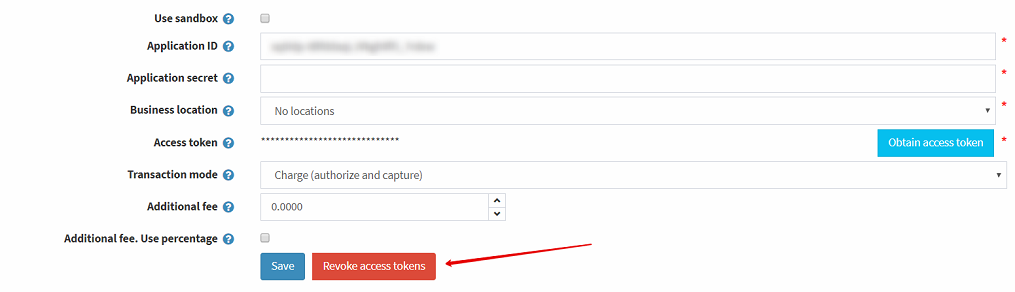 Use sandbox ?
Application ID ? *
Application secret ? *
Business location ? No locations *
Access token ? **************************** Obtain access token *
Transaction mode ? Charge (authorize and capture)
Additional fee ? 0.0000
Additional fee. Use percentage ?
Save Revoke access tokens